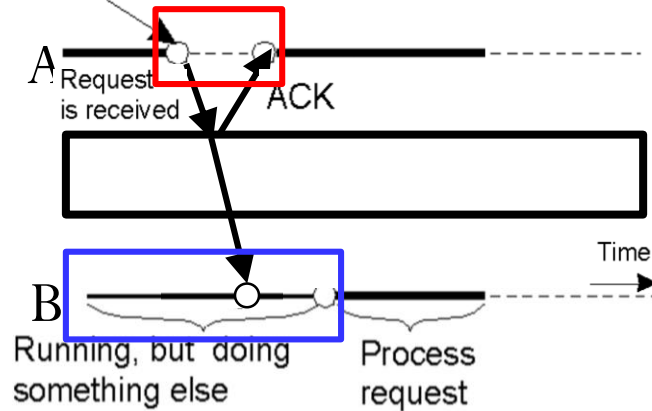 A
Request
is received
ACK
Time
B
Running, but doing
something else
Process
request